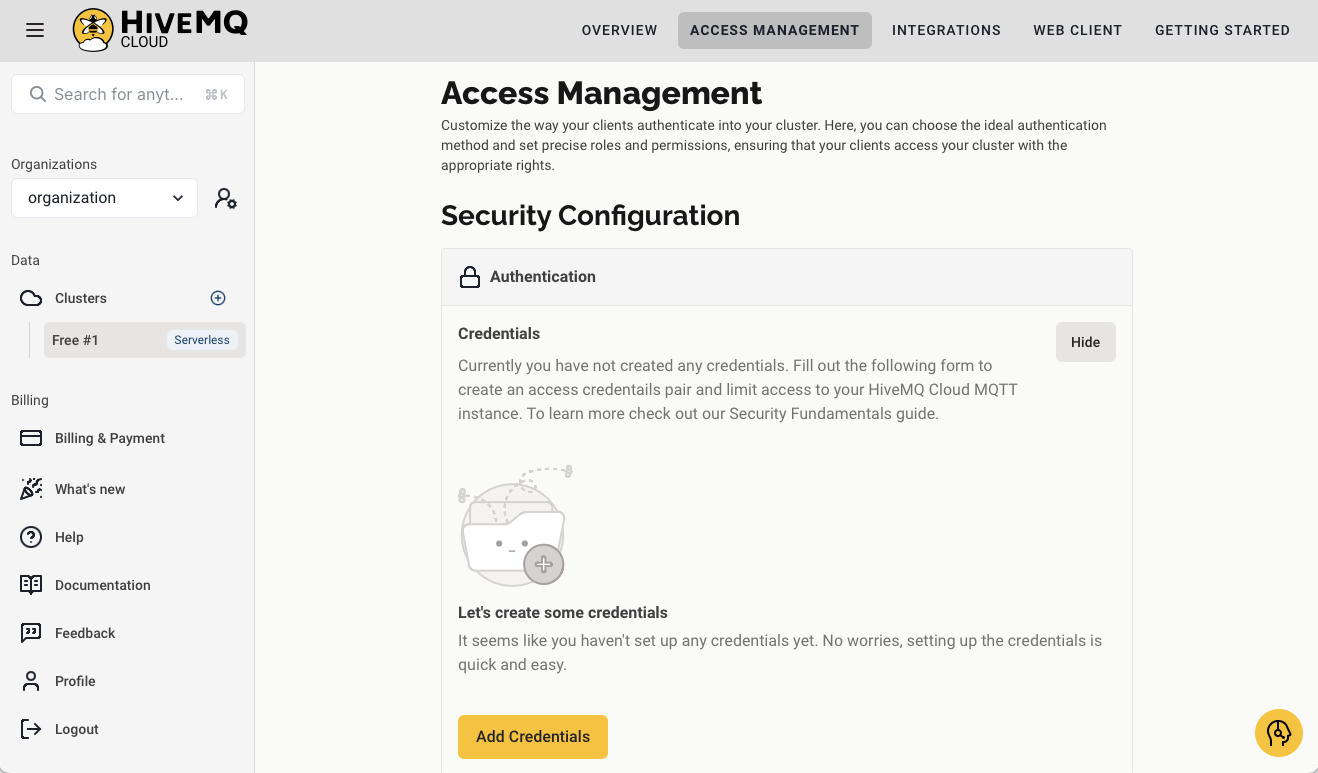 HIVEMQ
CLOUD
OVERVIEW
ACCESS MANAGEMENT
INTEGRATIONS
WEB CLIENT
GETTING STARTED
Search for anyt...
⌘ K
Organizations
organization
Data
Clusters
Free #1
Serverless
Billing
Billing & Payment
What's new
Help
Documentation
Feedback
Profile
Logout
Access Management
Customize the way your clients authenticate into your cluster. Here, you can choose the ideal authentication
method and set precise roles and permissions, ensuring that your clients access your cluster with the
appropriate rights.
Security Configuration
Authentication
Credentials
Hide
Currently you have not created any credentials. Fill out the following form to
create an access credentails pair and limit access to your HiveMQ Cloud MQTT
instance. To learn more check out our Security Fundamentals guide.
Let's create some credentials
It seems like you haven't set up any credentials yet. No worries, setting up the credentials is
quick and easy.
Add Credentials